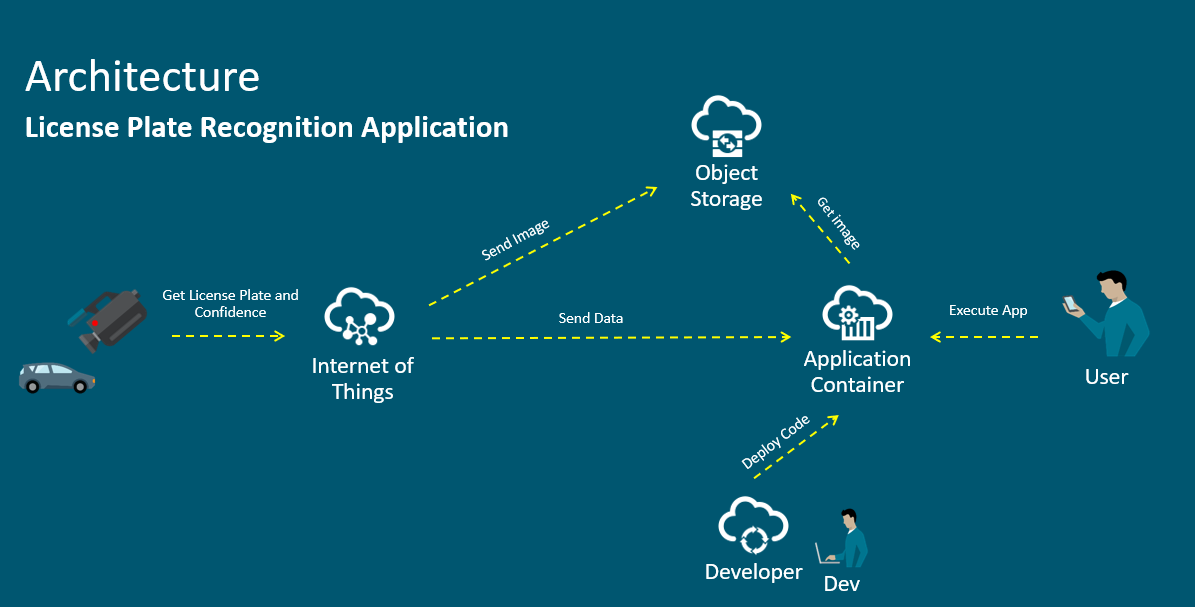 Architecture
License Plate Recognition Application
Object
Storage
Send Image
Get image
Get License Plate and
Confidence
Send Data
Execute App
Internet of
Things
Application
Container
User
Deploy Code
Developer
Dev